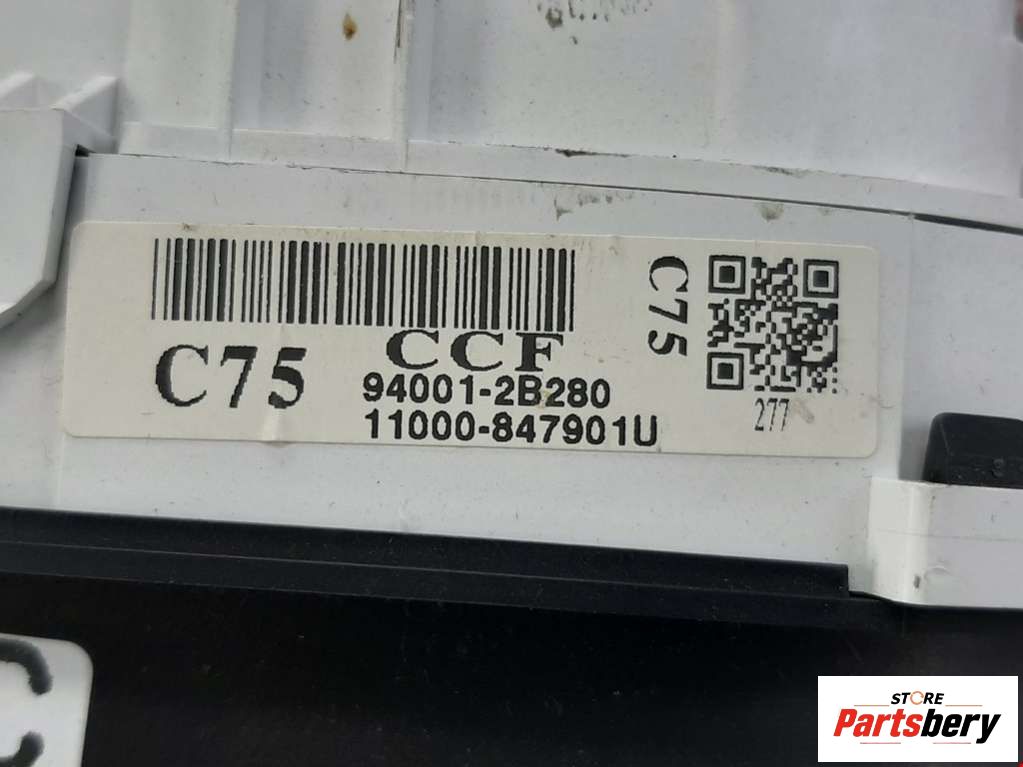 C75
CCF
94001-2B280
11000-847901U
C75
277
STORE
Partsbery